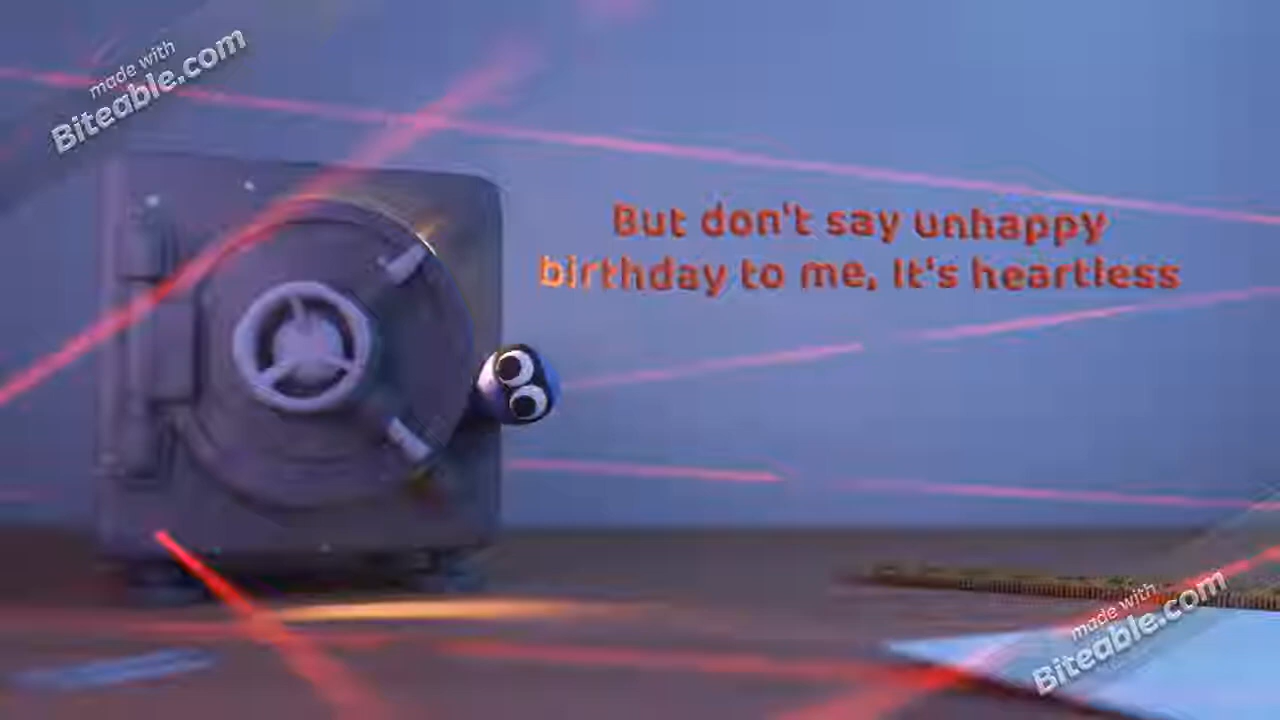 made with
Biteable.com
But don't say unhappy
birthday to me, It's heartless
made with
Biteable.com